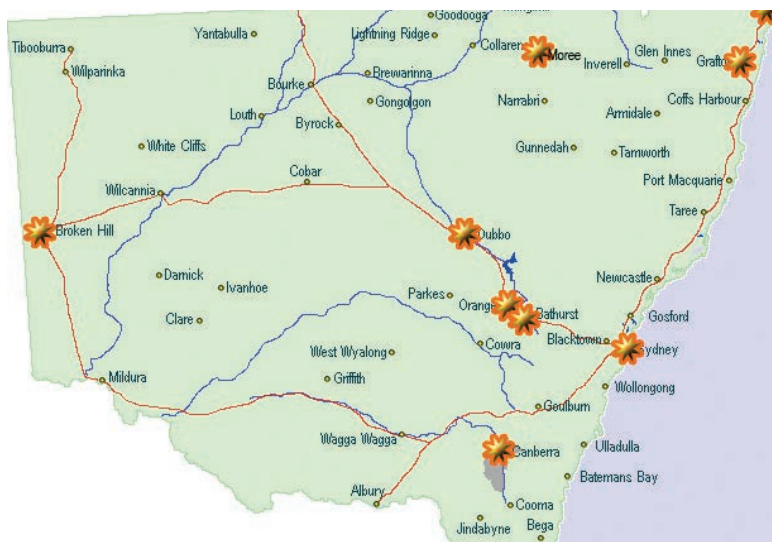 Goodooga
Yantabulla
Lightning Ridge
Tibooburra
Collaren
Moree
Glen Innes
Wilparinka
Brewarinna
Inverell
Grafto
Bourke
Gongolgon
Narrabri
Coffs Harbour
Louth
Armidale
Byrock
White Cliffs
Gunnedah
Tamworth
Cobar
Port Macquarie
Wilcannia
Taree
Broken Hill
Dubbo
Darnick
Newcastle
Ivanhoe
Parkes
Orange
Clare
Bathurst
Gosford
Blacktown
Cowra
Sydney
West Wyalong
Mildura
Griffith
Wollongong
Goulburn
Wagga Wagga
Ulladulla
Canberra
Batemans Bay
Albury
Cooma
Jindabyne
Bega